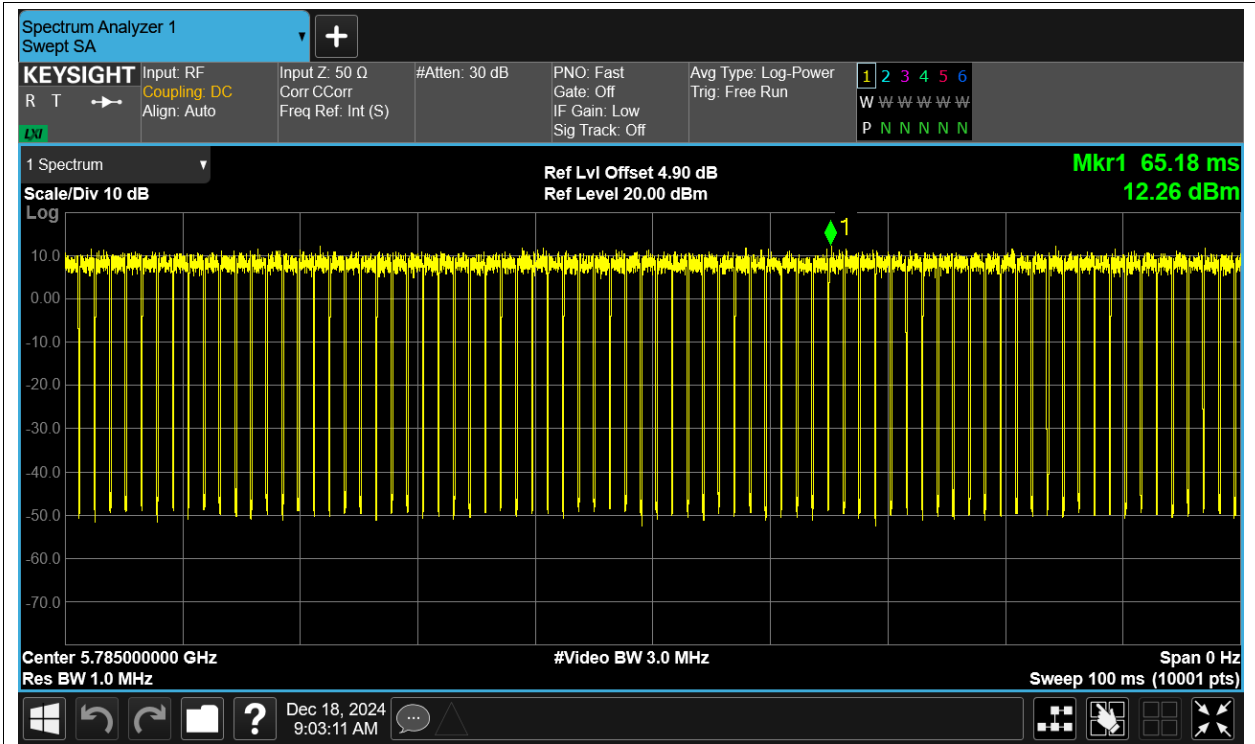 Spectrum Analyzer 1
Swept SA
KEYSIGHT
R T
LXI
Input: RF
Coupling: DC
Align: Auto
Input Z: 50 Ω
Corr CCorr
Freq Ref: Int (S)
#Atten: 30 dB
PNO: Fast
Gate: Off
IF Gain: Low
Sig Track: Off
Avg Type: Log-Power
Trig: Free Run
1 2 3 4 5 6
W W W W W W
P N N N N N
1 Spectrum
Scale/Div 10 dB
Ref Lvl Offset 4.90 dB
Ref Level 20.00 dBm
Mkr1 65.18 ms
12.26 dBm
Log
1
10.0
0.00
-10.0
-20.0
-30.0
-40.0
-50.0
-60.0
-70.0
Center 5.785000000 GHz
Res BW 1.0 MHz
#Video BW 3.0 MHz
Span 0 Hz
Sweep 100 ms (10001 pts)
?
Dec 18, 2024
9:03:11 AM